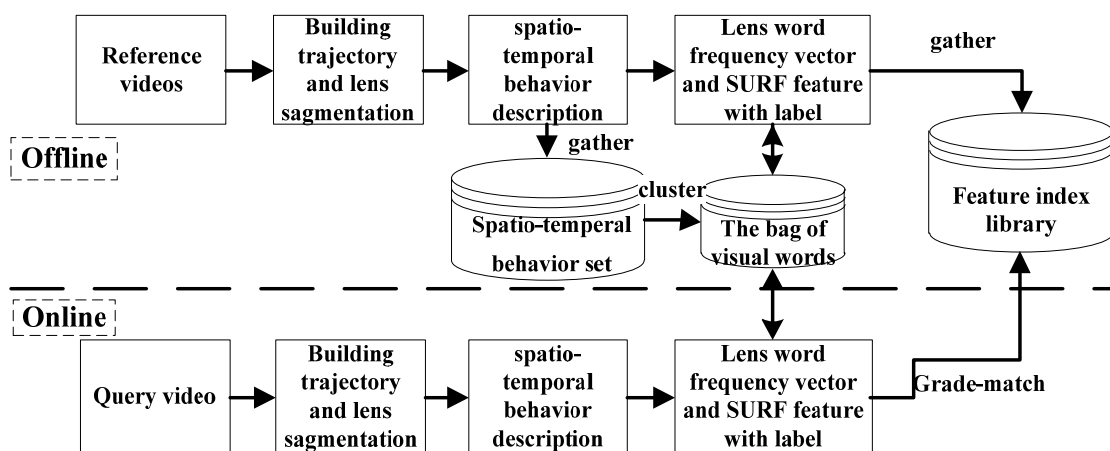 Reference
videos
Building
trajectory
and lens
sagmentation
spatio-
temporal
behavior
description
Lens word
frequency vector
and SURF feature
with label
gather
Offline
gather
cluster
Spatio-temperal
behavior set
The bag of
visual words
Feature index
library
Online
Query video
Building
trajectory
and lens
sagmentation
spatio-
temporal
behavior
description
Lens word
frequency vector
and SURF feature
with label
Grade-match